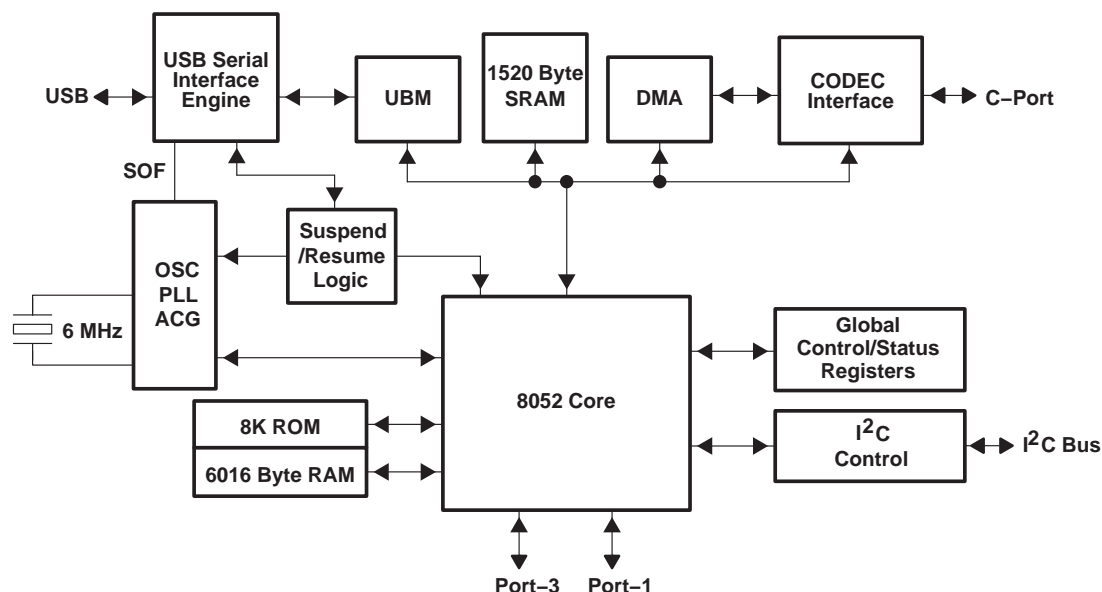 USB Serial
Interface
Engine
USB
UBM
1520 Byte
SRAM
DMA
CODEC
Interface
C–Port
SOF
OSC
PLL
ACG
6 MHz
Suspend
/Resume
Logic
8052 Core
Global
Control/Status
Registers
8K ROM
6016 Byte RAM
I²C
Control
I²C Bus
Port–3
Port–1